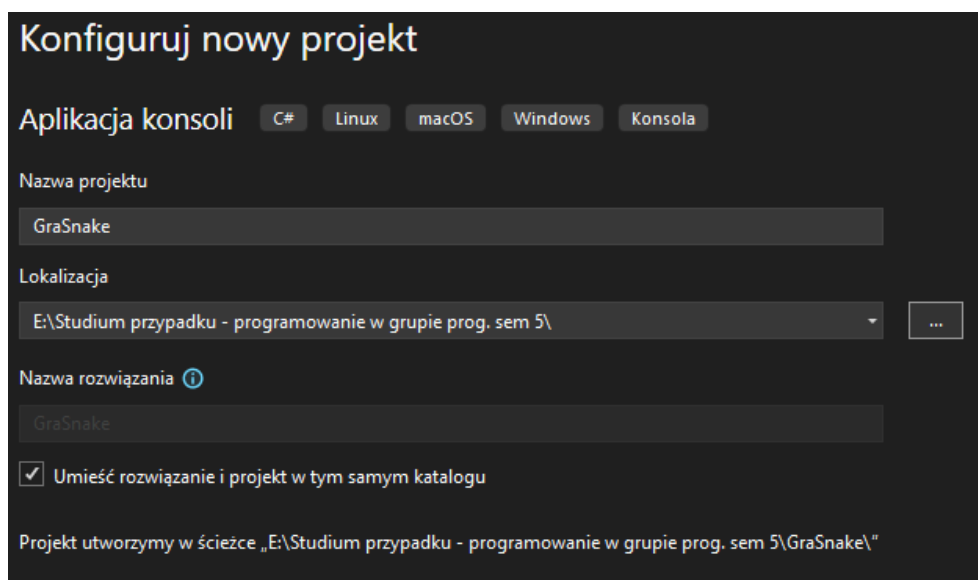 Konfiguruj nowy projekt
Aplikacja konsoli C# Linux macOS Windows Konsola
Nazwa projektu
GraSnake
Lokalizacja
E:\Studium przypadku - programowanie w grupie prog. sem 5\
...
Nazwa rozwiązania
GraSnake
Umieść rozwiązanie i projekt w tym samym katalogu
Projekt utworzymy w ścieżce „E:\Studium przypadku - programowanie w grupie prog. sem 5\GraSnake\“